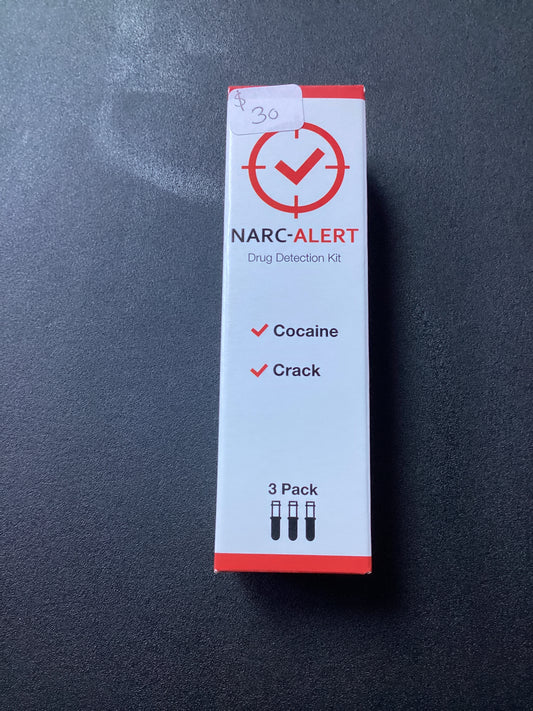 $
30
NARC-ALERT
Drug Detection Kit
Cocaine
Crack
3 Pack